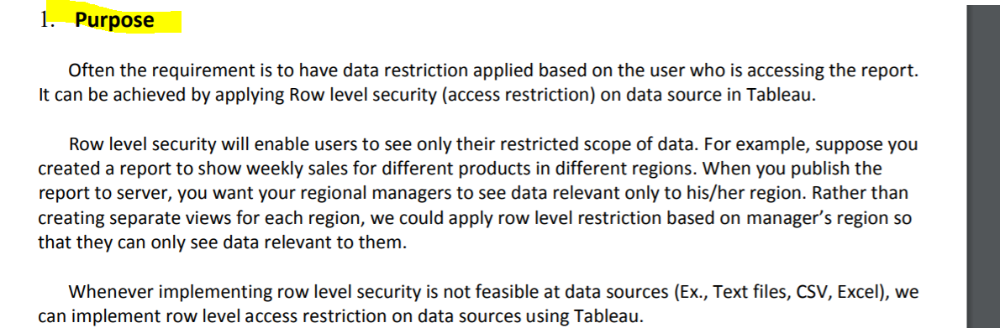 1. Purpose
Often the requirement is to have data restriction applied based on the user who is accessing the report.
It can be achieved by applying Row level security (access restriction) on data source in Tableau.
Row level security will enable users to see only their restricted scope of data. For example, suppose you
created a report to show weekly sales for different products in different regions. When you publish the
report to server, you want your regional managers to see data relevant only to his/her region. Rather than
creating separate views for each region, we could apply row level restriction based on manager's region so
that they can only see data relevant to them.
Whenever implementing row level security is not feasible at data sources (Ex., Text files, CSV, Excel), we
can implement row level access restriction on data sources using Tableau.